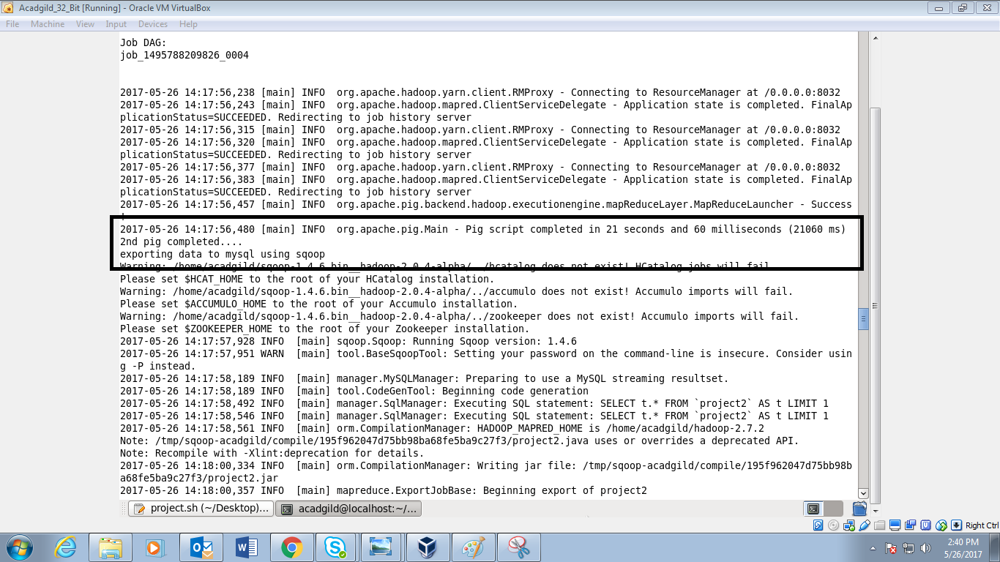 Acadgild_32_Bit [Running] - Oracle VM VirtualBox
File Machine View Input Devices Help
Job DAG:
job_1495788209826_0004
2017-05-26 14:17:56,238 [main] INFO  org.apache.hadoop.yarn.client.RMProxy - Connecting to ResourceManager at /0.0.0.0:8032
2017-05-26 14:17:56,243 [main] INFO  org.apache.hadoop.mapred.ClientServiceDelegate - Application state is completed. FinalAp
plicationStatus=SUCCEEDED. Redirecting to job history server
2017-05-26 14:17:56,315 [main] INFO  org.apache.hadoop.yarn.client.RMProxy - Connecting to ResourceManager at /0.0.0.0:8032
2017-05-26 14:17:56,320 [main] INFO  org.apache.hadoop.mapred.ClientServiceDelegate - Application state is completed. FinalAp
plicationStatus=SUCCEEDED. Redirecting to job history server
2017-05-26 14:17:56,377 [main] INFO  org.apache.hadoop.yarn.client.RMProxy - Connecting to ResourceManager at /0.0.0.0:8032
2017-05-26 14:17:56,383 [main] INFO  org.apache.hadoop.mapred.ClientServiceDelegate - Application state is completed. FinalAp
plicationStatus=SUCCEEDED. Redirecting to job history server
2017-05-26 14:17:56,457 [main] INFO  org.apache.pig.backend.hadoop.executionengine.mapReduceLayer.MapReduceLauncher - Success
2017-05-26 14:17:56,480 [main] INFO  org.apache.pig.Main - Pig script completed in 21 seconds and 60 milliseconds (21060 ms)
2nd pig completed....
exporting data to mysql using sqoop
Warning: /home/acadgild/sqoop-1.4.6.bin__hadoop-2.0.4-alpha/../hcatalog does not exist! HCatalog jobs will fail.
Please set $HCAT_HOME to the root of your HCatalog installation.
Warning: /home/acadgild/sqoop-1.4.6.bin__hadoop-2.0.4-alpha/../accumulo does not exist! Accumulo imports will fail.
Please set $ACCUMULO_HOME to the root of your Accumulo installation.
Warning: /home/acadgild/sqoop-1.4.6.bin__hadoop-2.0.4-alpha/../zookeeper does not exist! Accumulo imports will fail.
Please set $ZOOKEEPER_HOME to the root of your Zookeeper installation.
2017-05-26 14:17:57,928 INFO  [main] sqoop.Sqoop: Running Sqoop version: 1.4.6
2017-05-26 14:17:57,951 WARN  [main] tool.BaseSqoopTool: Setting your password on the command-line is insecure. Consider usin
g -P instead.
2017-05-26 14:17:58,189 INFO  [main] manager.MySQLManager: Preparing to use a MySQL streaming resultset.
2017-05-26 14:17:58,189 INFO  [main] tool.CodeGenTool: Beginning code generation
2017-05-26 14:17:58,492 INFO  [main] manager.SqlManager: Executing SQL statement: SELECT t.* FROM `project2` AS t LIMIT 1
2017-05-26 14:17:58,546 INFO  [main] manager.SqlManager: Executing SQL statement: SELECT t.* FROM `project2` AS t LIMIT 1
2017-05-26 14:17:58,561 INFO  [main] orm.CompilationManager: HADOOP_MAPRED_HOME is /home/acadgild/hadoop-2.7.2
Note: /tmp/sqoop-acadgild/compile/195f962047d75bb98ba68fe5ba9c27f3/project2.java uses or overrides a deprecated API.
Note: Recompile with -Xlint:deprecation for details.
2017-05-26 14:18:00,334 INFO  [main] orm.CompilationManager: Writing jar file: /tmp/sqoop-acadgild/compile/195f962047d75bb98b
a68fe5ba9c27f3/project2.jar
2017-05-26 14:18:00,357 INFO  [main] mapreduce.ExportJobBase: Beginning export of project2
project.sh (~/Desktop)... acadgild@localhost:~/...
Right Ctrl
2:40 PM
5/26/2017